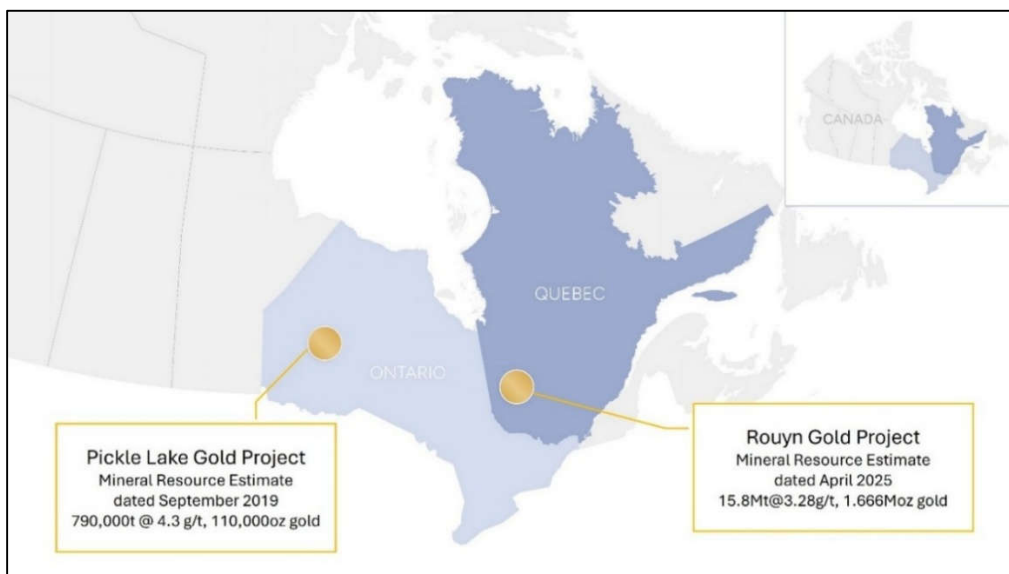 CANADA
QUEBEC
ONTARIO
Pickle Lake Gold Project
Mineral Resource Estimate
dated September 2019
790,000t @ 4.3 g/t, 110,000oz gold
Rouyn Gold Project
Mineral Resource Estimate
dated April 2025
15.8Mt@3.28g/t, 1.666Moz gold